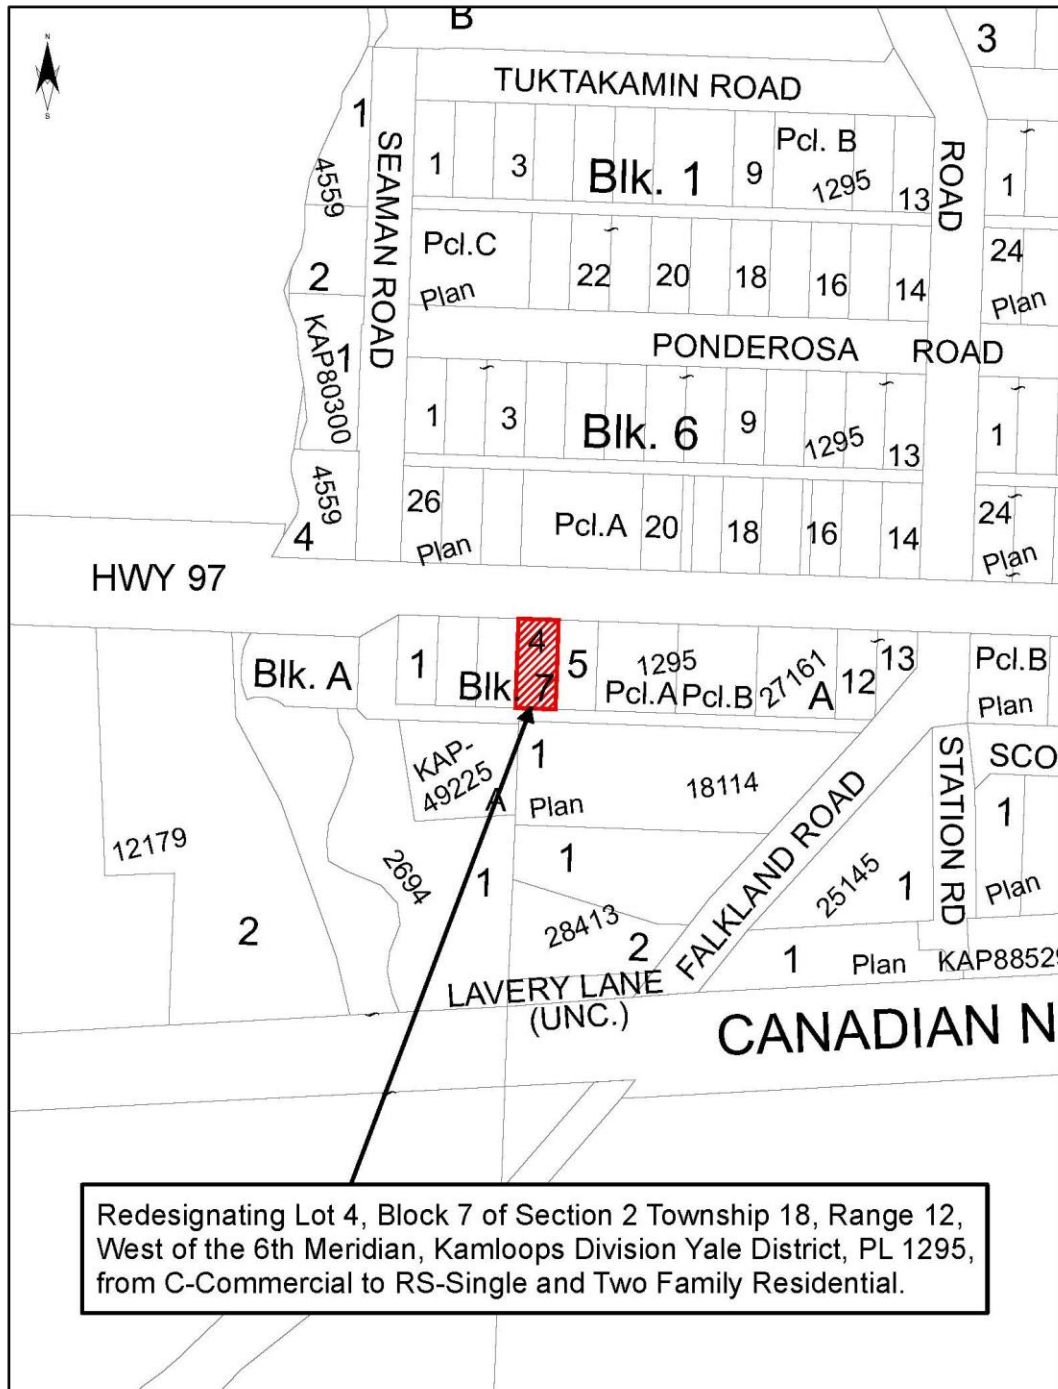 B
3
N
S
TUKTAKAMIN ROAD
1
4559
SEAMAN ROAD
1
3
Blk. 1
9
Pcl. B
1295
13
ROAD
1
2
Pcl.C
Plan
22
20
18
16
14
24
Plan
KAP80300
1
PONDEROSA ROAD
1
3
Blk. 6
9
1295
13
1
4559
4
26
Plan
Pcl.A
20
18
16
14
24
Plan
HWY 97
Blk. A
1
Blk. 7
4
5
1295
Pcl.A
Pcl.B
27161
A
12
13
Pcl.B
Plan
KAP-
49225
A
1
Plan
18114
FALKLAND ROAD
STATION RD
SCO
1
Plan
12179
2
2694
1
1
28413
2
25145
1
LAVERY LANE
(UNC.)
1
Plan
KAP88529
CANADIAN N
Redesignating Lot 4, Block 7 of Section 2 Township 18, Range 12,
West of the 6th Meridian, Kamloops Division Yale District, PL 1295,
from C-Commercial to RS-Single and Two Family Residential.